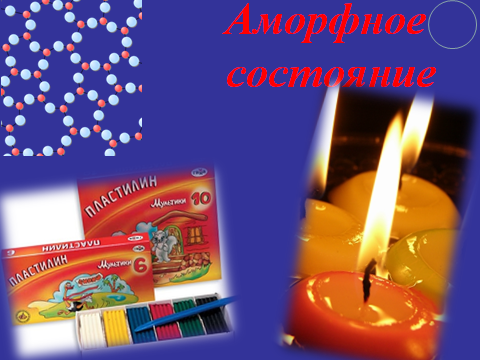 Аморфное
состояние
ПЛАСТИЛИН
Мультики 10
ПЛАСТИЛИН
ПЛАСТИЛИН
Мультики 6